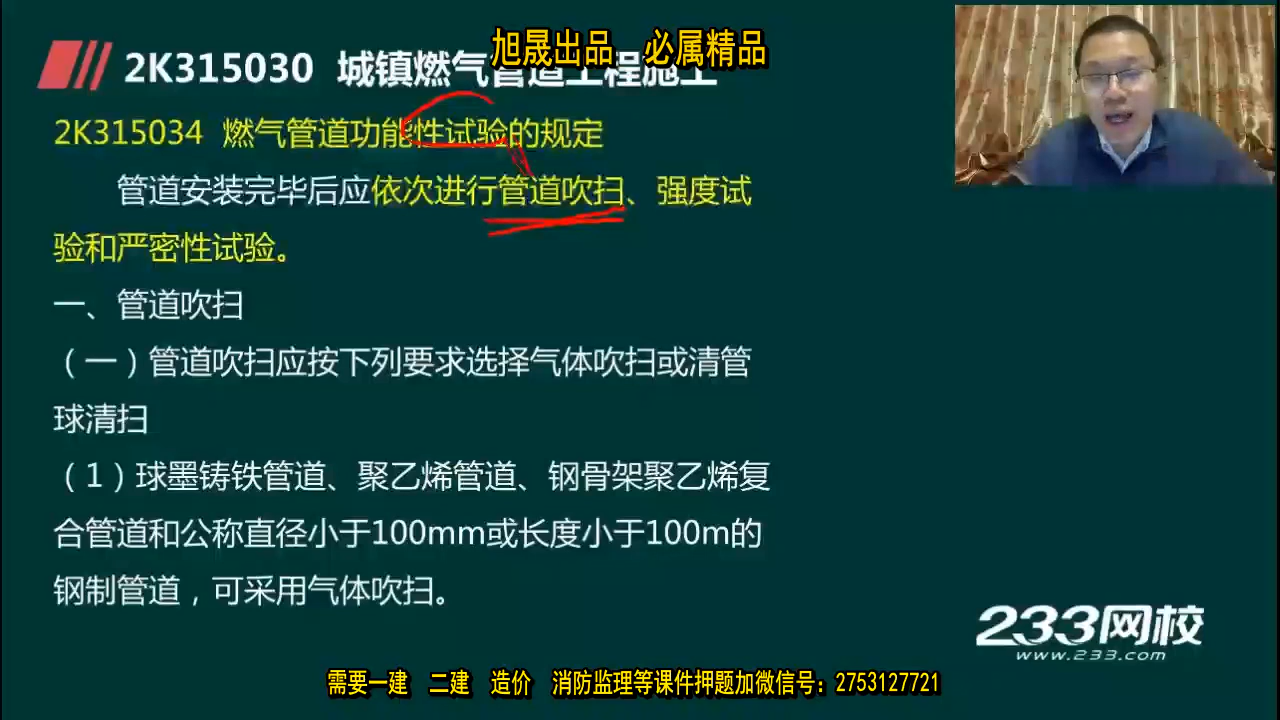 旭晟出品 必属精品
2K315030 城镇燃气管道工程施工
2K315034 燃气管道功能性试验的规定
管道安装完毕后应依次进行管道吹扫、强度试
验和严密性试验。
一、管道吹扫
（一）管道吹扫应按下列要求选择气体吹扫或清管
球清扫
（1）球墨铸铁管道、聚乙烯管道、钢骨架聚乙烯复
合管道和公称直径小于100mm或长度小于100m的
钢制管道，可采用气体吹扫。
233网校
www.233.com
需要一建 二建 造价 消防监理等课件押题加微信号：2753127721